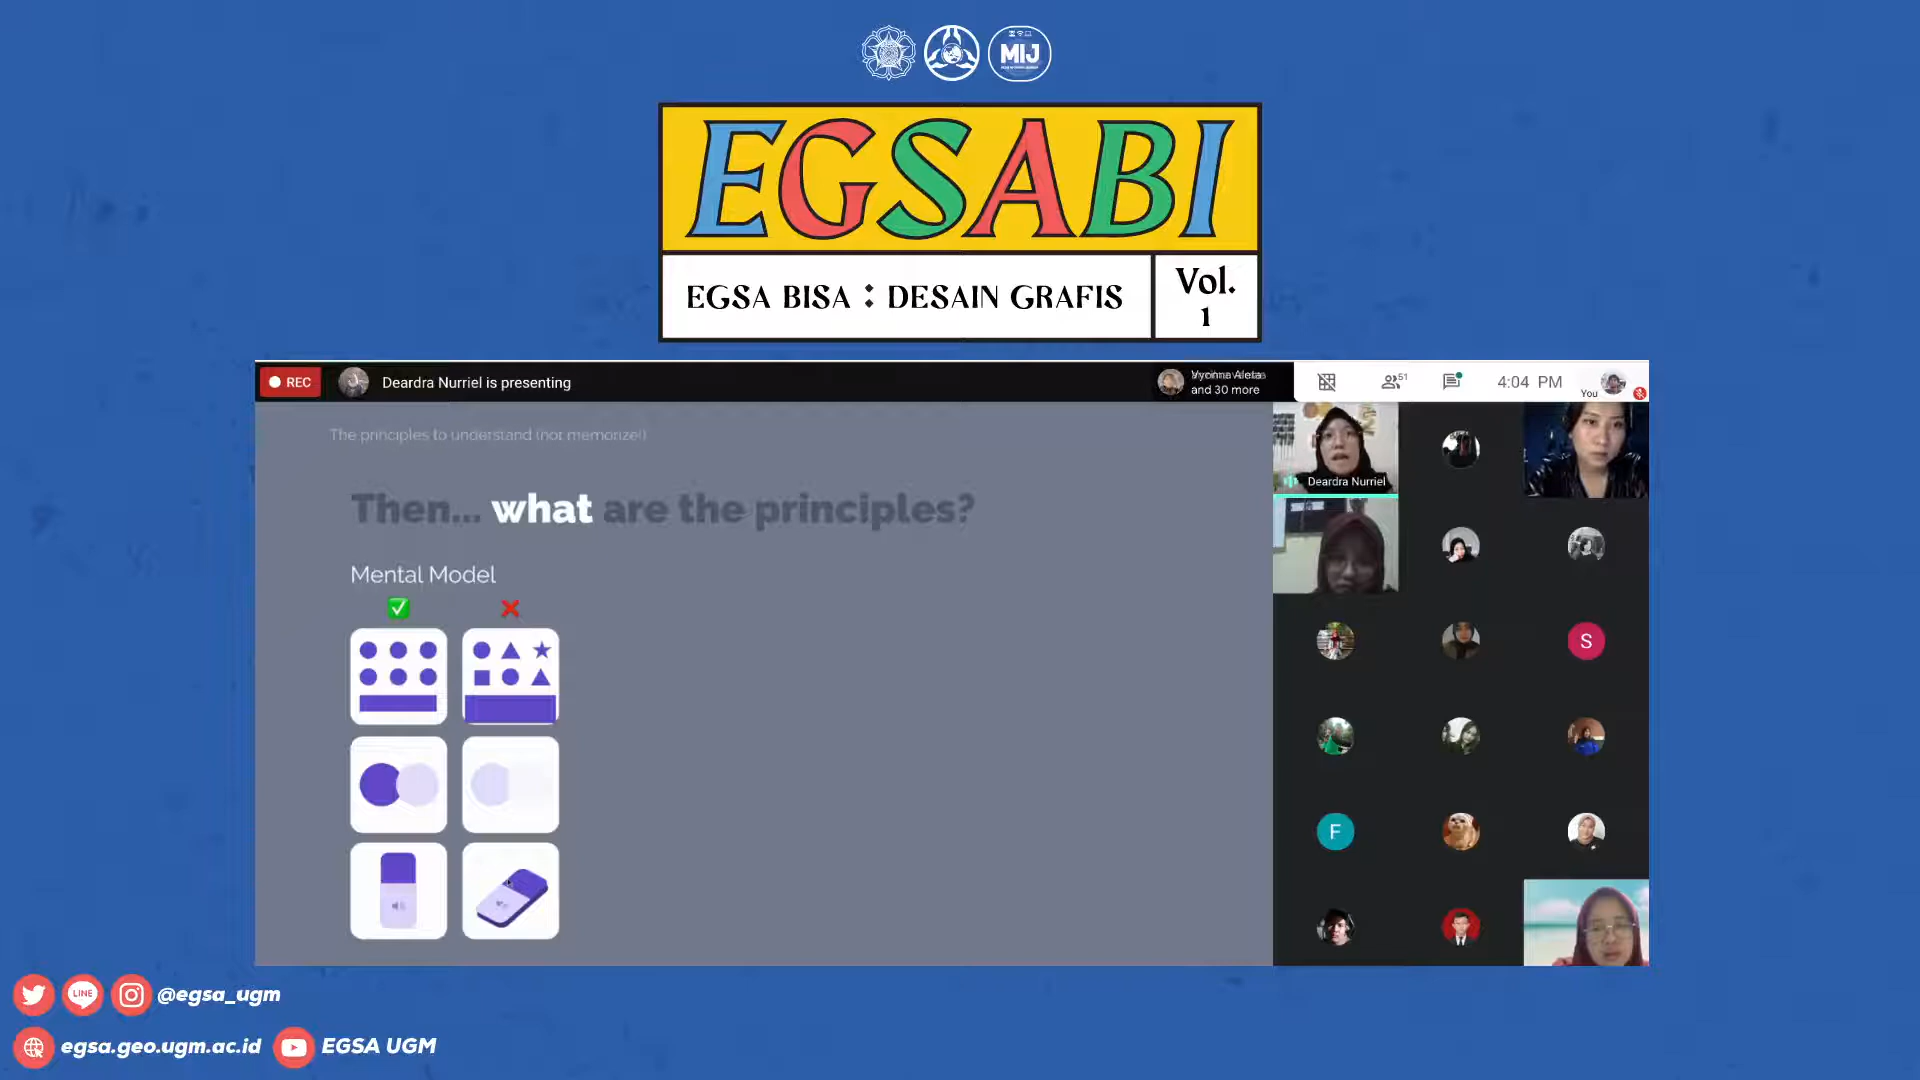 MIJ
EGSABI
EGSA BISA : DESAIN GRAFIS
Vol.
1
REC
Deardra Nurriel is presenting
and 30 more
51
4:04 PM
You
The principles to understand (not memorize!)
Then... what are the principles?
Mental Model
Deardra Nurriel
S
F
LINE
@egsa_ugm
egsa.geo.ugm.ac.id
EGSA UGM